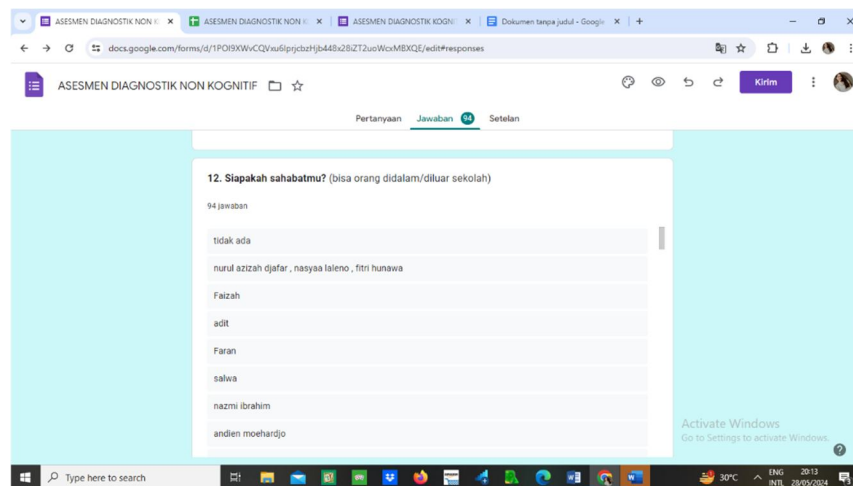 ASESMEN DIAGNOSTIK NON K
ASESMEN DIAGNOSTIK NON K
ASESMEN DIAGNOSTIK KOGNI
Dokumen tanpa judul - Google
docs.google.com/forms/d/1POI9XWvCQVxu6lprjcbzHjb448x28iZT2uoWcxMBXQE/edit#responses
ASESMEN DIAGNOSTIK NON KOGNITIF
Kirim
Pertanyaan Jawaban 94 Setelan
12. Siapakah sahabatmu? (bisa orang didalam/diluar sekolah)
94 jawaban
tidak ada
nurul azizah djafar , nasyaa laleno , fitri hunawa
Faizah
adit
Faran
salwa
nazmi ibrahim
andien moehardjo
Activate Windows
Go to Settings to activate Windows.
Type here to search
30°C
ENG
INTL
20:13
28/05/2024